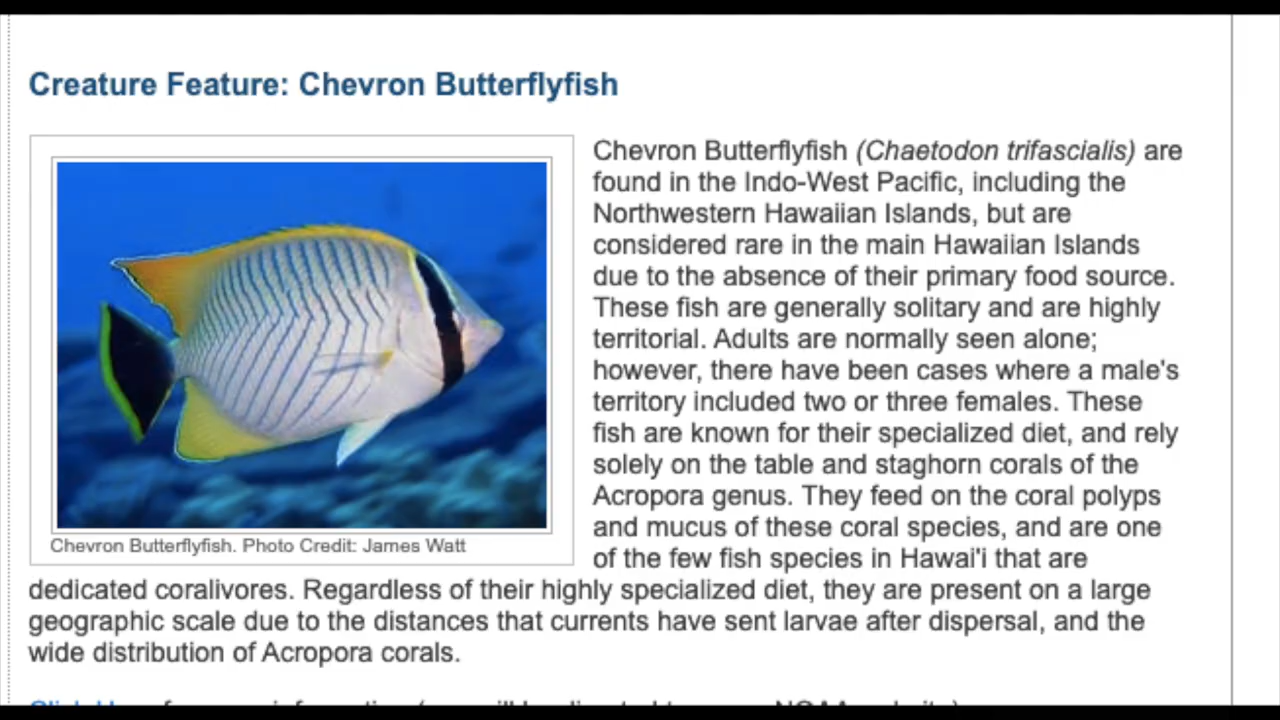 Creature Feature: Chevron Butterflyfish
Chevron Butterflyfish (Chaetodon trifascialis) are
found in the Indo-West Pacific, including the
Northwestern Hawaiian Islands, but are
considered rare in the main Hawaiian Islands
due to the absence of their primary food source.
These fish are generally solitary and are highly
territorial. Adults are normally seen alone;
however, there have been cases where a male's
territory included two or three females. These
fish are known for their specialized diet, and rely
solely on the table and staghorn corals of the
Acropora genus. They feed on the coral polyps
and mucus of these coral species, and are one
of the few fish species in Hawai'i that are
dedicated coralivores. Regardless of their highly specialized diet, they are present on a large
geographic scale due to the distances that currents have sent larvae after dispersal, and the
wide distribution of Acropora corals.
Chevron Butterflyfish. Photo Credit: James Watt